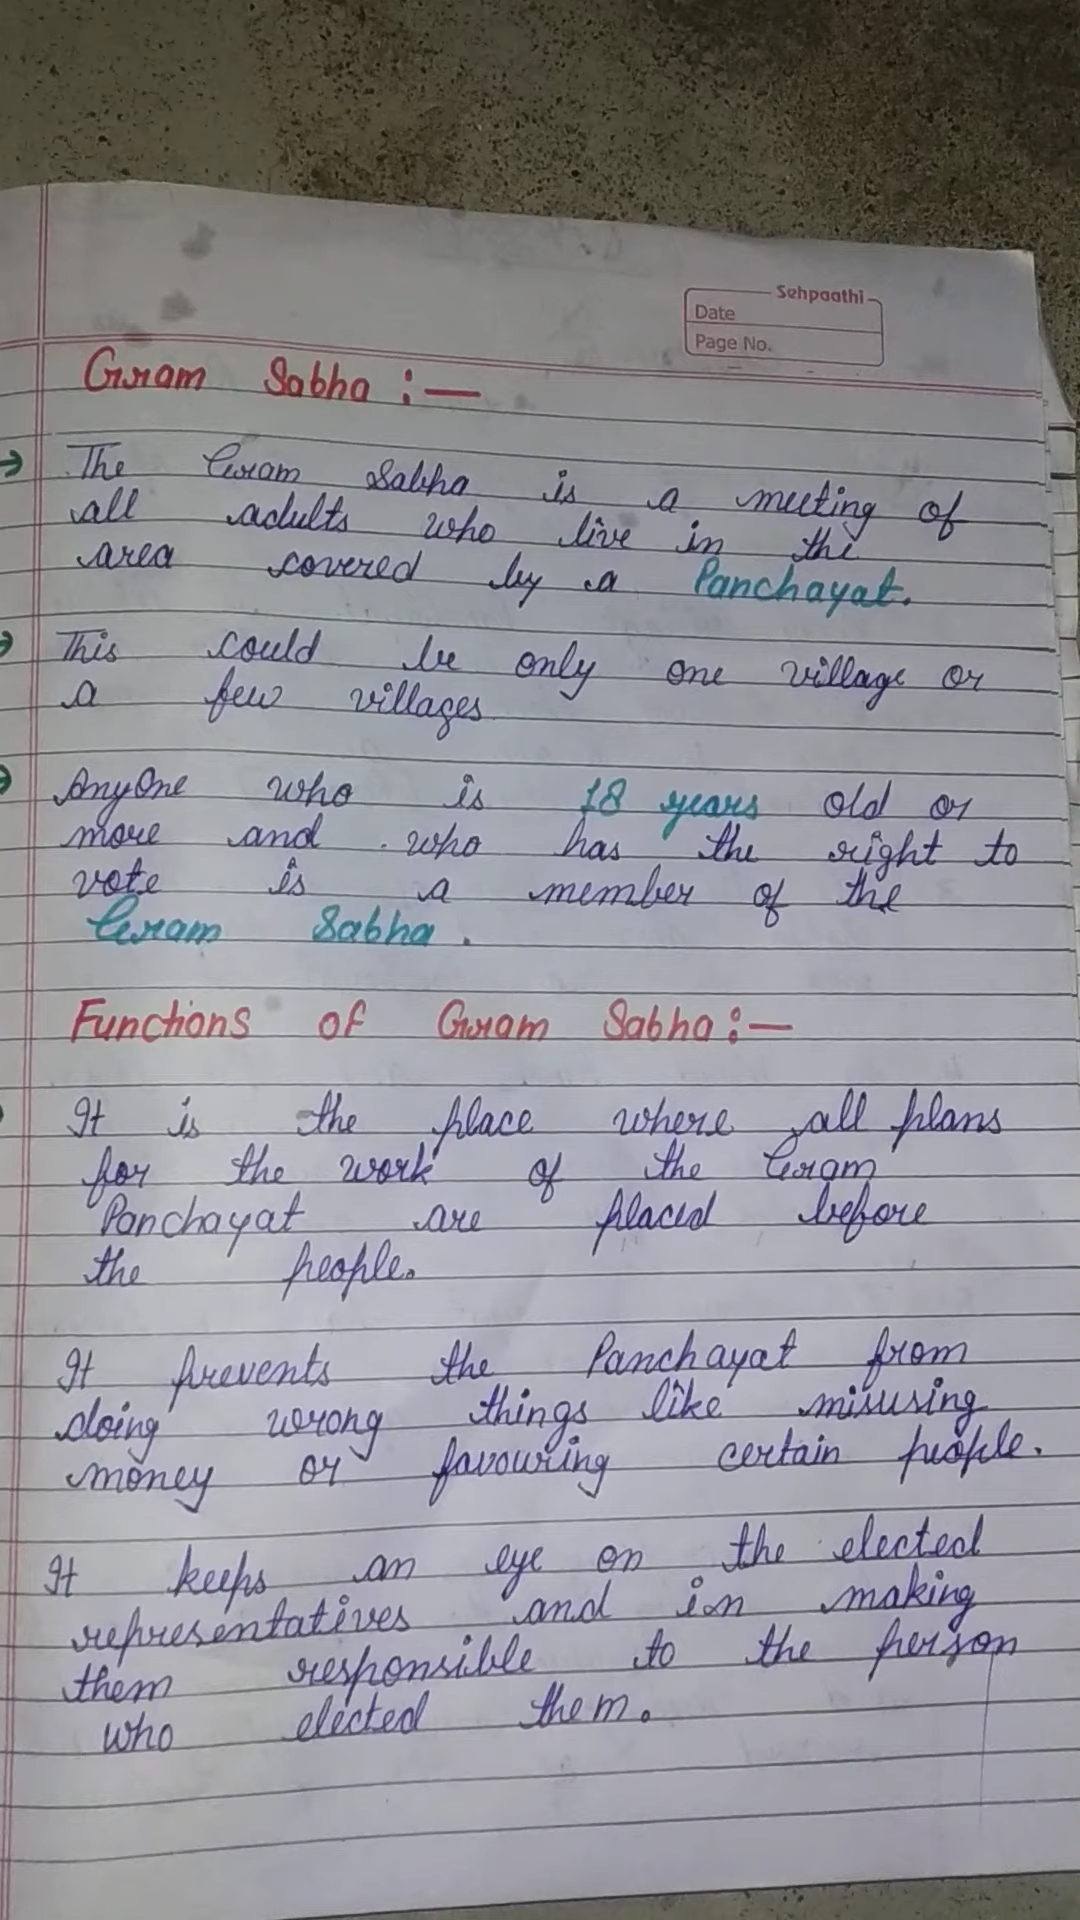 Sehpaathi
Date
Page No.
Gram Sabha :—
→ The Gram Sabha is a meeting of
all adults who live in the
area covered by a Panchayat.
→ This could be only one village or
a few villages
→ AnyOne who is 18 years old or
more and who has the right to
vote is a member of the
Gram Sabha.
Functions of Gram Sabha :—
It is the place where all plans
for the work of the Gram
Panchayat are placed before
the people.
It prevents the Panchayat from
doing wrong things like misusing
money or favouring certain people.
It keeps an eye on the elected
representatives and in making
them responsible to the person
who elected them.